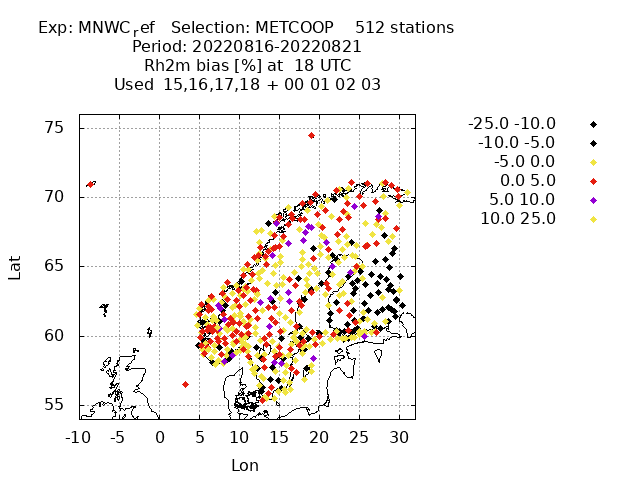 Exp: MNWC_ref   Selection: METCOOP    512 stations
Period: 20220816-20220821
Rh2m bias [%] at  18 UTC
Used  15,16,17,18 + 00 01 02 03
-25.0 -10.0
-10.0 -5.0
-5.0 0.0
0.0 5.0
5.0 10.0
10.0 25.0
75
70
65
60
55
Lat
-10 -5 0 5 10 15 20 25 30
Lon